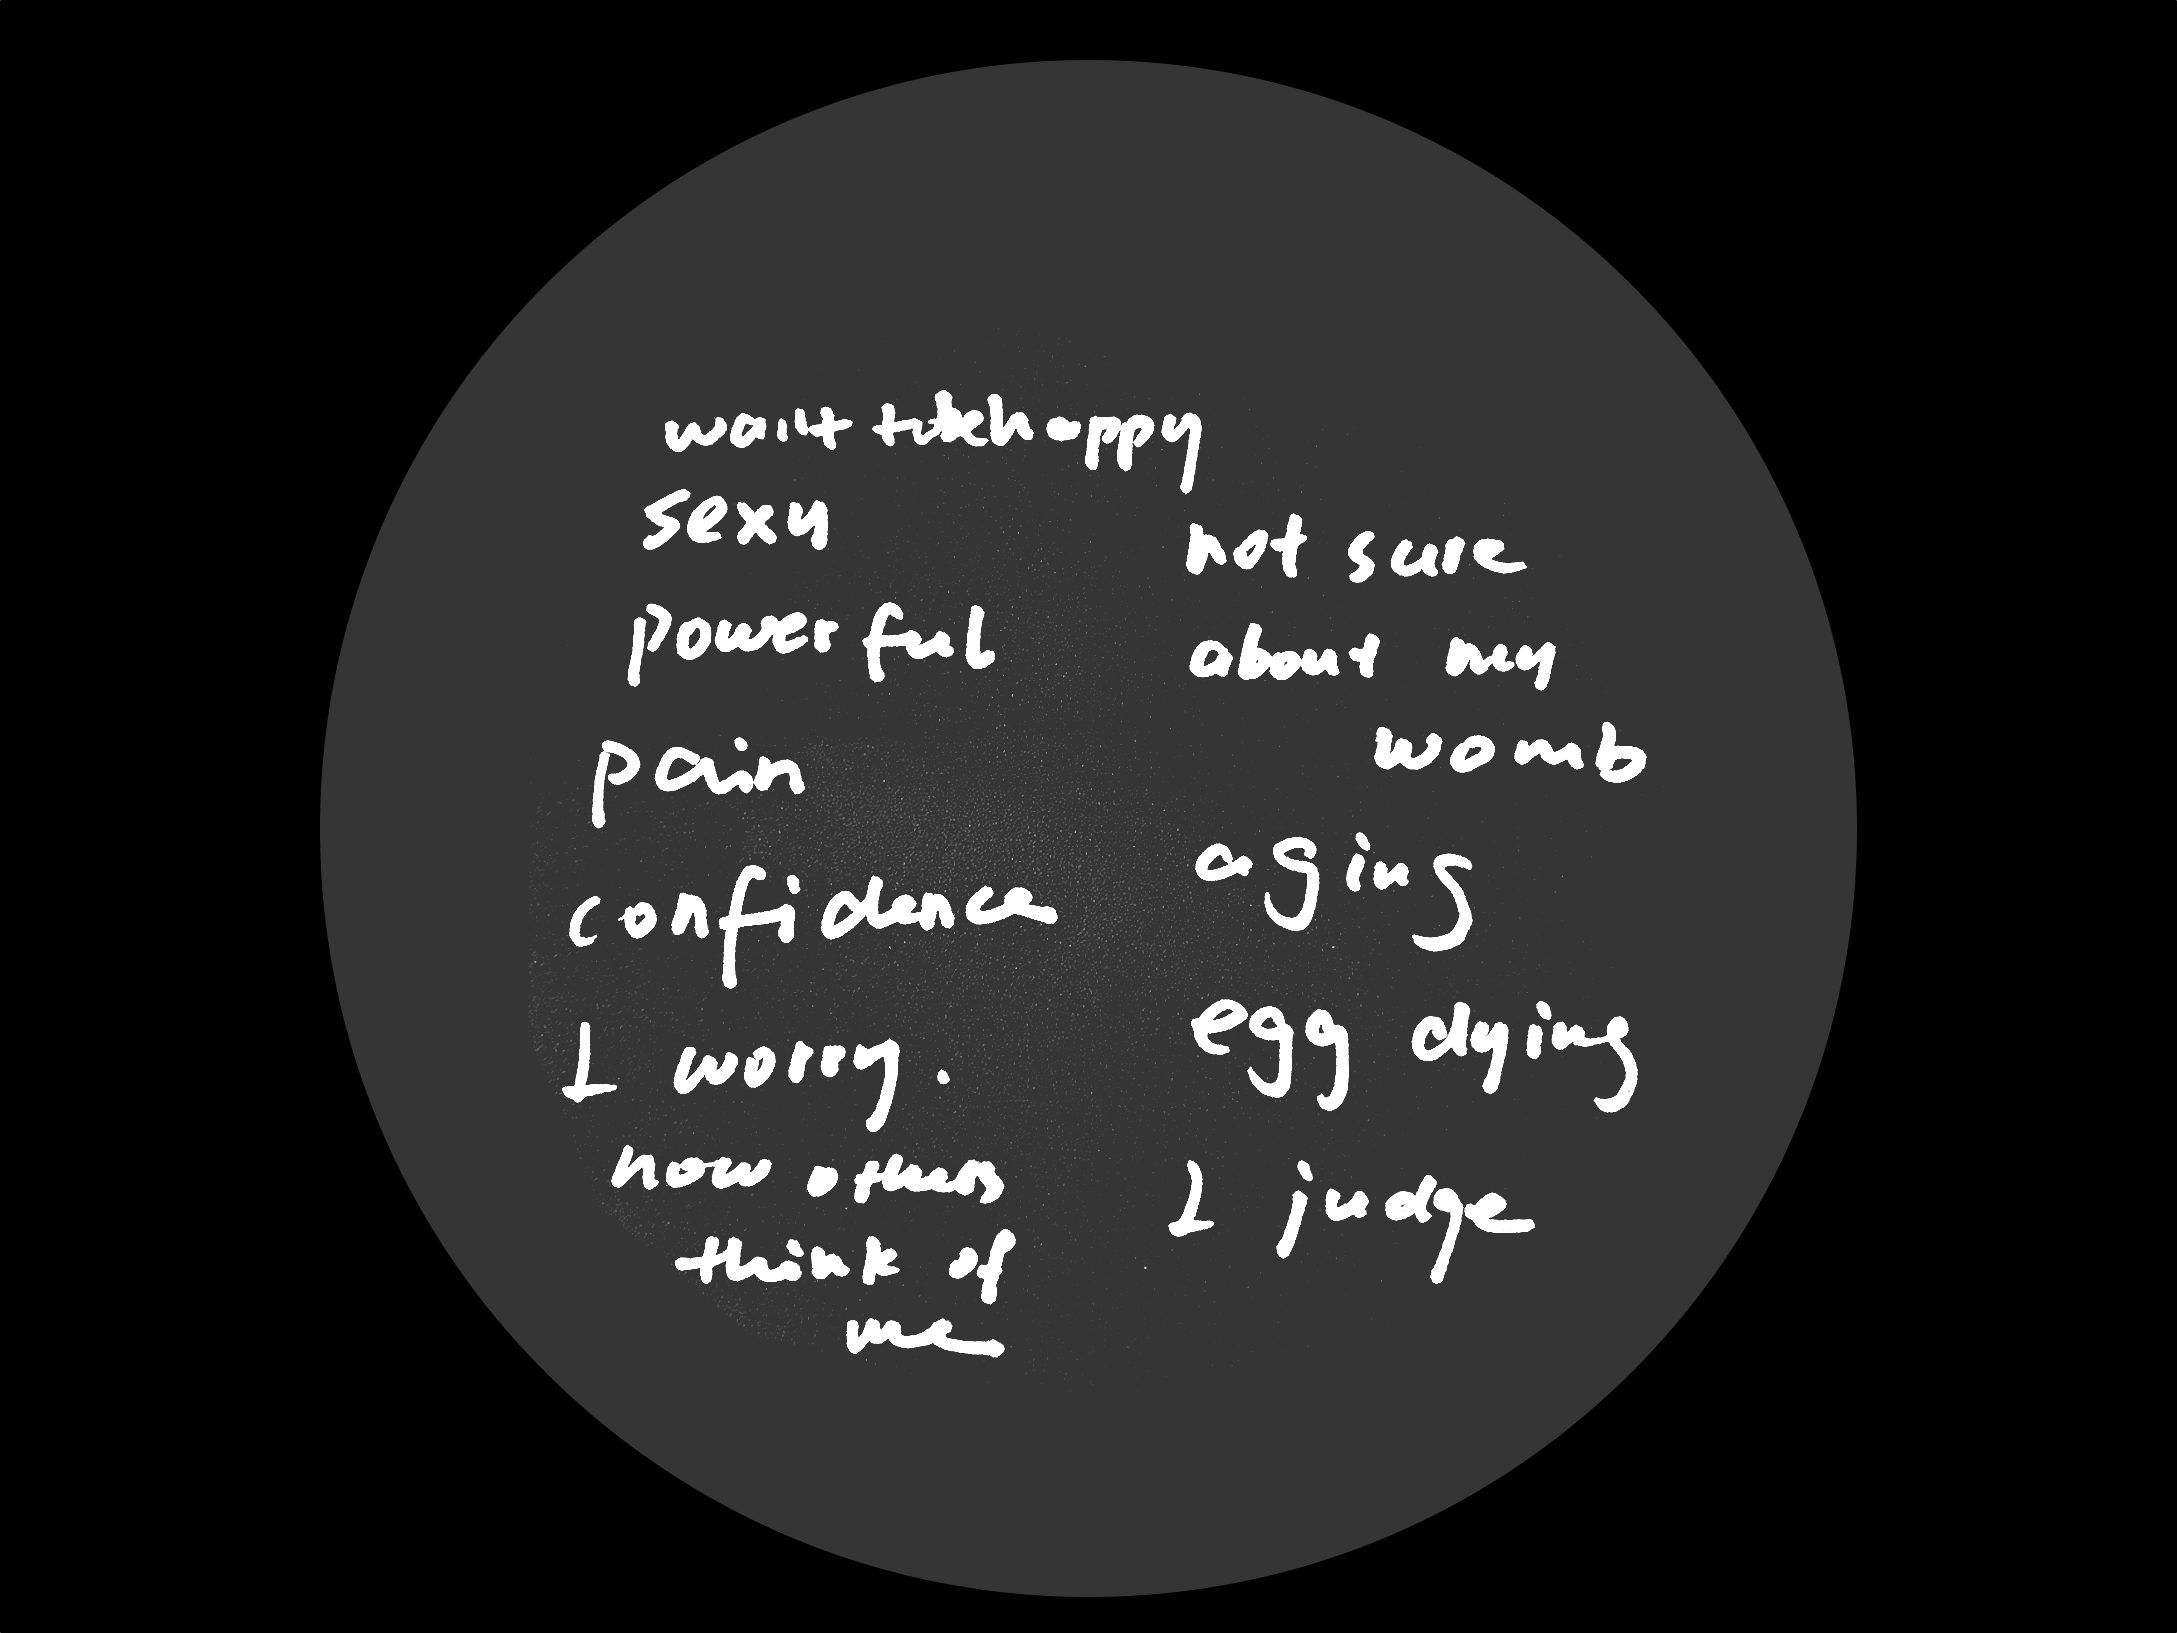 want to be happy
sexy
powerful
pain
confidence
I worry.
how others
think of
me
not sure
about my
womb
aging
egg dying
I judge